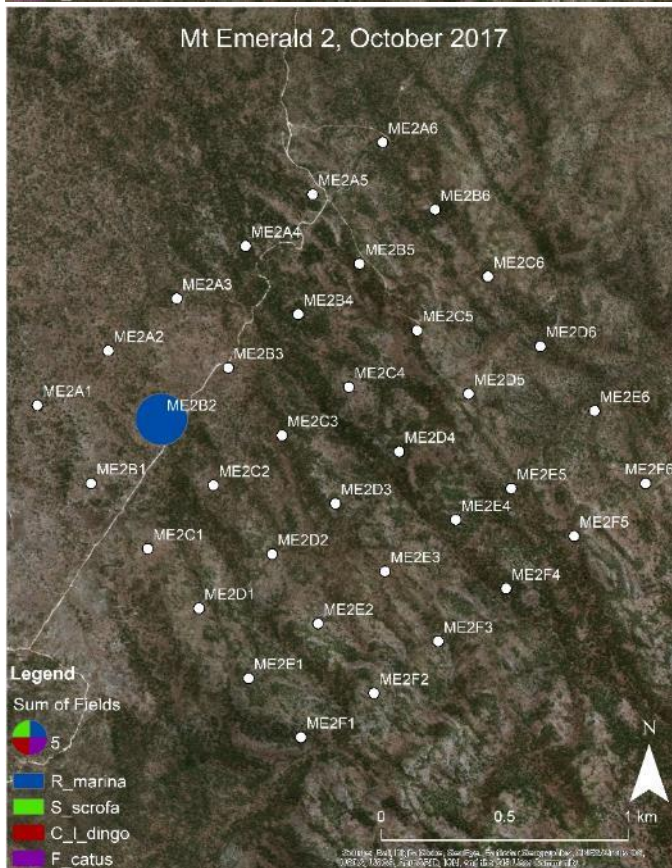 Mt Emerald 2, October 2017
ME2A6
ME2A5
ME2B6
ME2A4
ME2B5
ME2C6
ME2A3
ME2B4
ME2C5
ME2A2
ME2D6
ME2B3
ME2C4
ME2D5
ME2A1
ME2B2
ME2E6
ME2C3
ME2D4
ME2B1
ME2C2
ME2E5
ME2F6
ME2D3
ME2E4
ME2F5
ME2C1
ME2D2
ME2E3
ME2F4
ME2D1
ME2E2
ME2F3
ME2E1
ME2F2
ME2F1
Legend
Sum of Fields
5
R_marina
S_scrofa
C_l_dingo
F_catus
N
0 0.5 1 km